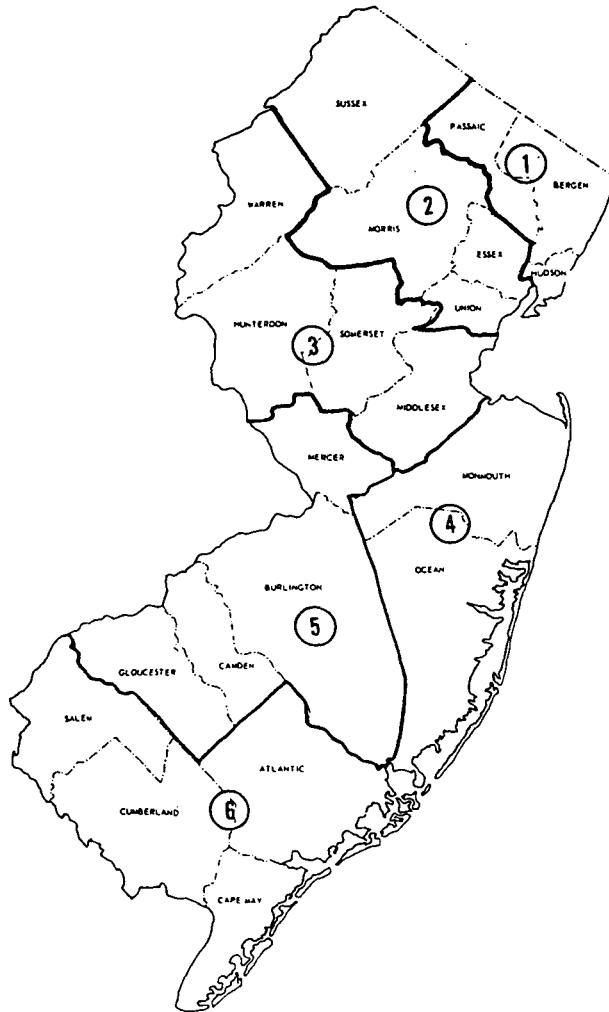 SUSSEX
PASSAIC
1
BERGEN
WARREN
2
MORRIS
ESSEX
HUDSON
UNION
HUNTERDON
SOMERSET
3
MIDDLESEX
MERCER
MONMOUTH
4
OCEAN
BURLINGTON
5
CAMDEN
GLOUCESTER
SALEM
ATLANTIC
CUMBERLAND
6
CAPE MAY